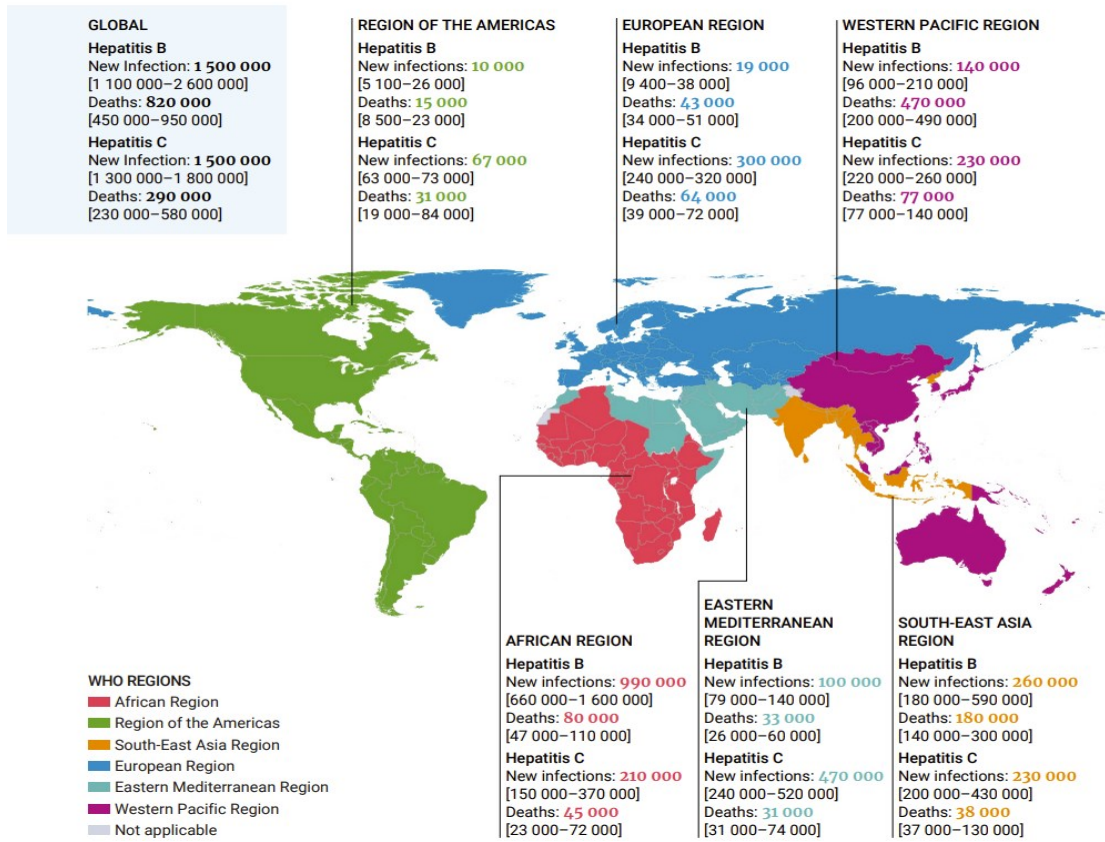 GLOBAL
Hepatitis B
New Infection: 1 500 000
[1 100 000–2 600 000]
Deaths: 820 000
[450 000–950 000]
Hepatitis C
New Infection: 1 500 000
[1 300 000–1 800 000]
Deaths: 290 000
[230 000–580 000]
REGION OF THE AMERICAS
Hepatitis B
New infections: 10 000
[5 100–26 000]
Deaths: 15 000
[8 500–23 000]
Hepatitis C
New infections: 67 000
[63 000–73 000]
Deaths: 31 000
[19 000–84 000]
EUROPEAN REGION
Hepatitis B
New infections: 19 000
[9 400–38 000]
Deaths: 43 000
[34 000–51 000]
Hepatitis C
New infections: 300 000
[240 000–320 000]
Deaths: 64 000
[39 000–72 000]
WESTERN PACIFIC REGION
Hepatitis B
New infections: 140 000
[96 000–210 000]
Deaths: 470 000
[200 000–490 000]
Hepatitis C
New infections: 230 000
[220 000–260 000]
Deaths: 77 000
[77 000–140 000]
WHO REGIONS
African Region
Region of the Americas
South-East Asia Region
European Region
Eastern Mediterranean Region
Western Pacific Region
Not applicable
AFRICAN REGION
Hepatitis B
New infections: 990 000
[660 000–1 600 000]
Deaths: 80 000
[47 000–110 000]
Hepatitis C
New infections: 210 000
[150 000–370 000]
Deaths: 45 000
[23 000–72 000]
EASTERN
MEDITERRANEAN
REGION
Hepatitis B
New infections: 100 000
[79 000–140 000]
Deaths: 33 000
[26 000–60 000]
Hepatitis C
New infections: 470 000
[240 000–520 000]
Deaths: 31 000
[31 000–74 000]
SOUTH-EAST ASIA
REGION
Hepatitis B
New infections: 260 000
[180 000–590 000]
Deaths: 180 000
[140 000–300 000]
Hepatitis C
New infections: 230 000
[200 000–430 000]
Deaths: 38 000
[37 000–130 000]